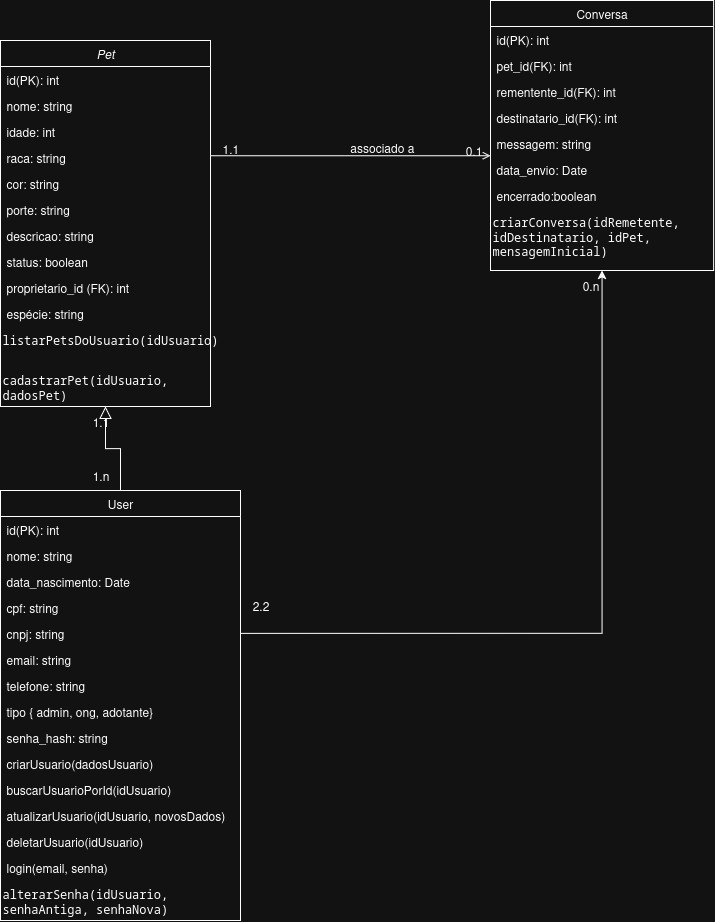 Pet
id(PK): int
nome: string
idade: int
raca: string
cor: string
porte: string
descricao: string
status: boolean
proprietario_id (FK): int
espécie: string
listarPetsDoUsuario(idUsuario)
cadastrarPet(idUsuario,
dadosPet)
1.1
associado a
0.1
Conversa
id(PK): int
pet_id(FK): int
rementente_id(FK): int
destinatario_id(FK): int
messagem: string
data_envio: Date
encerrado:boolean
criarConversa(idRemetente,
idDestinatario, idPet,
mensagemInicial)
0.n
1.1
1.n
User
id(PK): int
nome: string
data_nascimento: Date
cpf: string
cnpj: string
email: string
telefone: string
tipo { admin, ong, adotante}
senha_hash: string
criarUsuario(dadosUsuario)
buscarUsuarioPorId(idUsuario)
atualizarUsuario(idUsuario, novosDados)
deletarUsuario(idUsuario)
login(email, senha)
alterarSenha(idUsuario,
senhaAntiga, senhaNova)
2.2